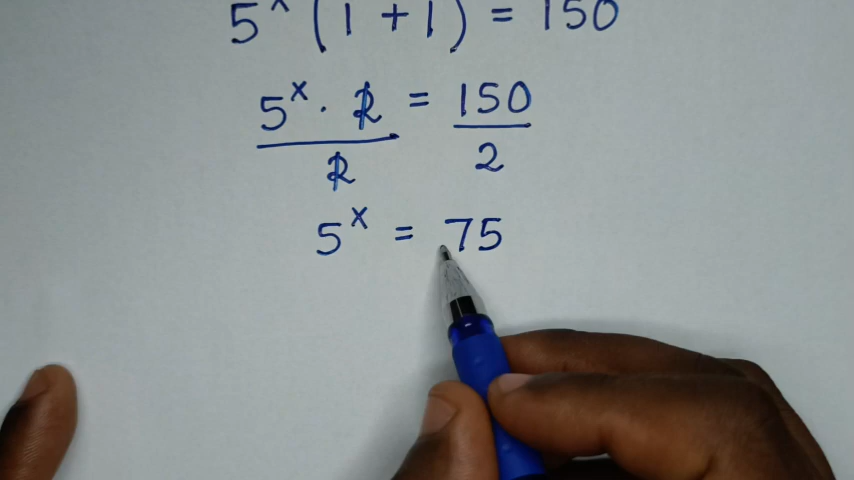 5^x (1 + 1) = 150
5^x · 2 / 2 = 150 / 2
5^x = 75